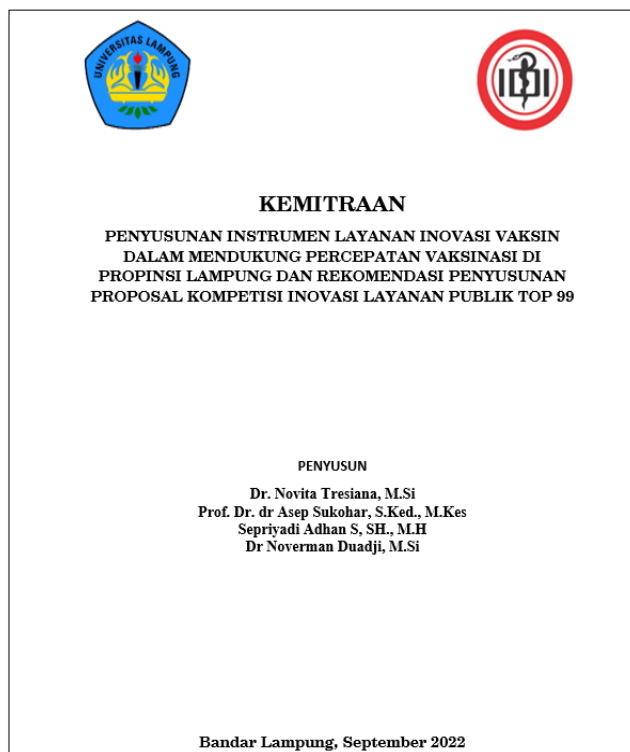 UNIVERSITAS LAMPUNG
IDI
KEMITRAAN
PENYUSUNAN INSTRUMEN LAYANAN INOVASI VAKSIN
DALAM MENDUKUNG PERCEPATAN VAKSINASI DI
PROPINSI LAMPUNG DAN REKOMENDASI PENYUSUNAN
PROPOSAL KOMPETISI INOVASI LAYANAN PUBLIK TOP 99
PENYUSUN
Dr. Novita Tresiana, M.Si
Prof. Dr. dr Asep Sukohar, S.Ked., M.Kes
Sepriyadi Adhan S, SH., M.H
Dr Noverman Duadji, M.Si
Bandar Lampung, September 2022